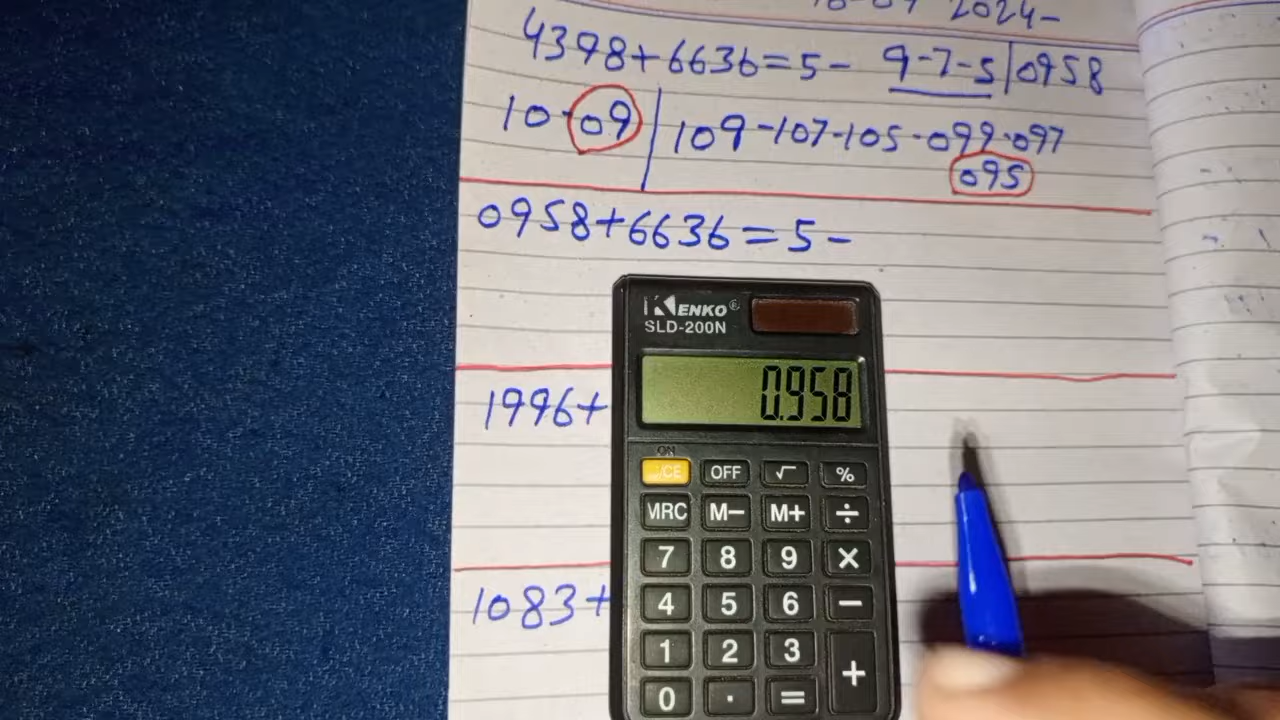 2024-
4398+6636=5- 9-7-5|0958
10-09 | 109-107-105-099-097
095
0958+6636=5-
KENKO®
SLD-200N
0.958
1996+
ON
/CE OFF √ %
MRC M− M+ ÷
7 8 9 ×
4 5 6 −
1083+
1 2 3 +
0 · =